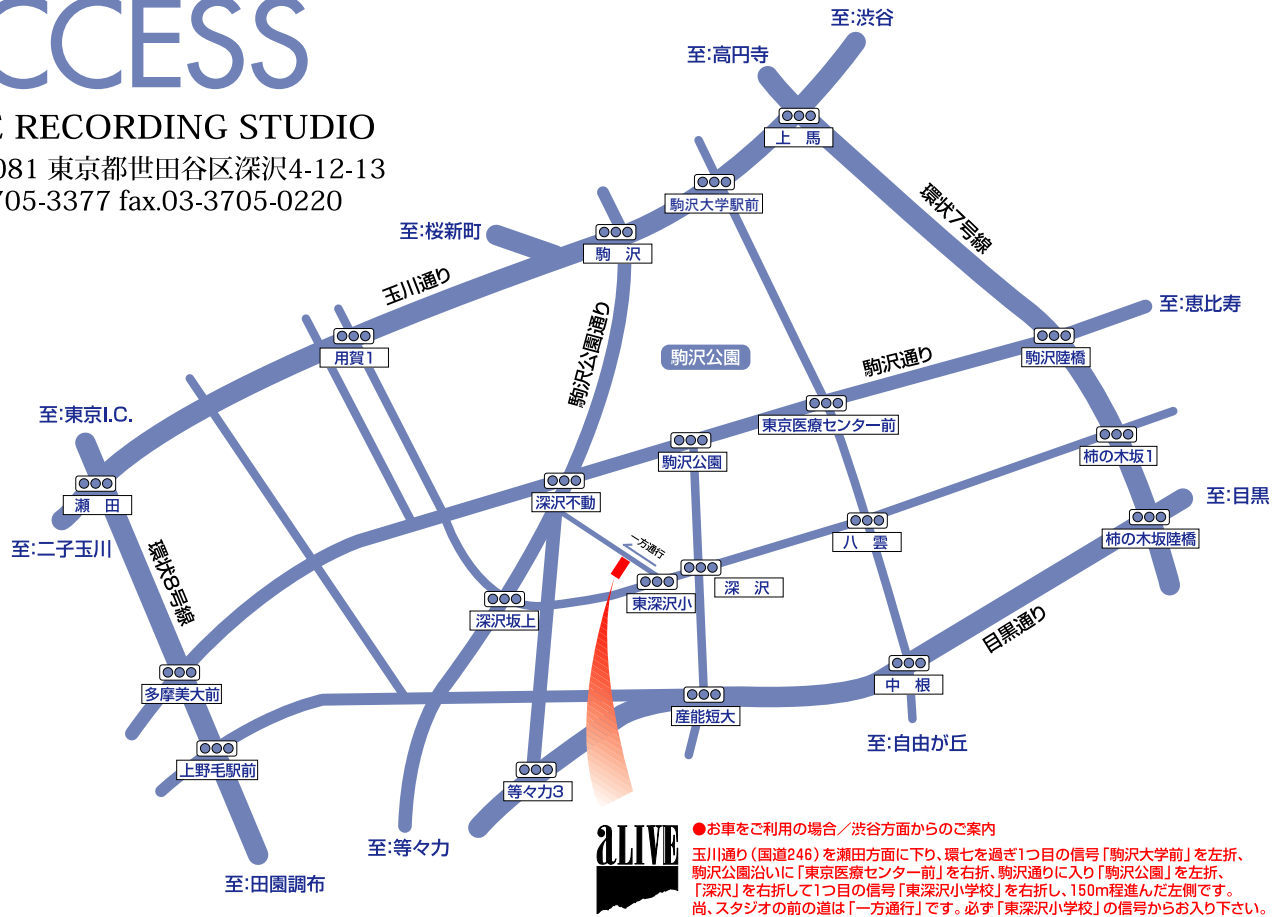 CCESS
RECORDING STUDIO
081 東京都世田谷区深沢4-12-13
705-3377 fax.03-3705-0220
至:渋谷
至:高円寺
上 馬
駒沢大学駅前
環状7号線
至:桜新町
駒 沢
玉川通り
至:恵比寿
用賀1
駒沢公園通り
駒沢公園
駒沢通り
駒沢陸橋
至:東京I.C.
東京医療センター前
駒沢公園
柿の木坂1
瀬 田
深沢不動
至:目黒
至:二子玉川
一方通行
八 雲
柿の木坂陸橋
環状8号線
東深沢小
深 沢
深沢坂上
目黒通り
多摩美大前
中 根
産能短大
至:自由が丘
上野毛駅前
等々力3
至:等々力
至:田園調布
aLIVE
●お車をご利用の場合／渋谷方面からのご案内
玉川通り(国道246)を瀬田方面に下り、環七を過ぎ1つ目の信号「駒沢大学前」を左折、
駒沢公園沿いに「東京医療センター前」を右折、駒沢通りに入り「駒沢公園」を左折、
「深沢」を右折して1つ目の信号「東深沢小学校」を右折し、150m程進んだ左側です。
尚、スタジオの前の道は「一方通行」です。必ず「東深沢小学校」の信号からお入り下さい。